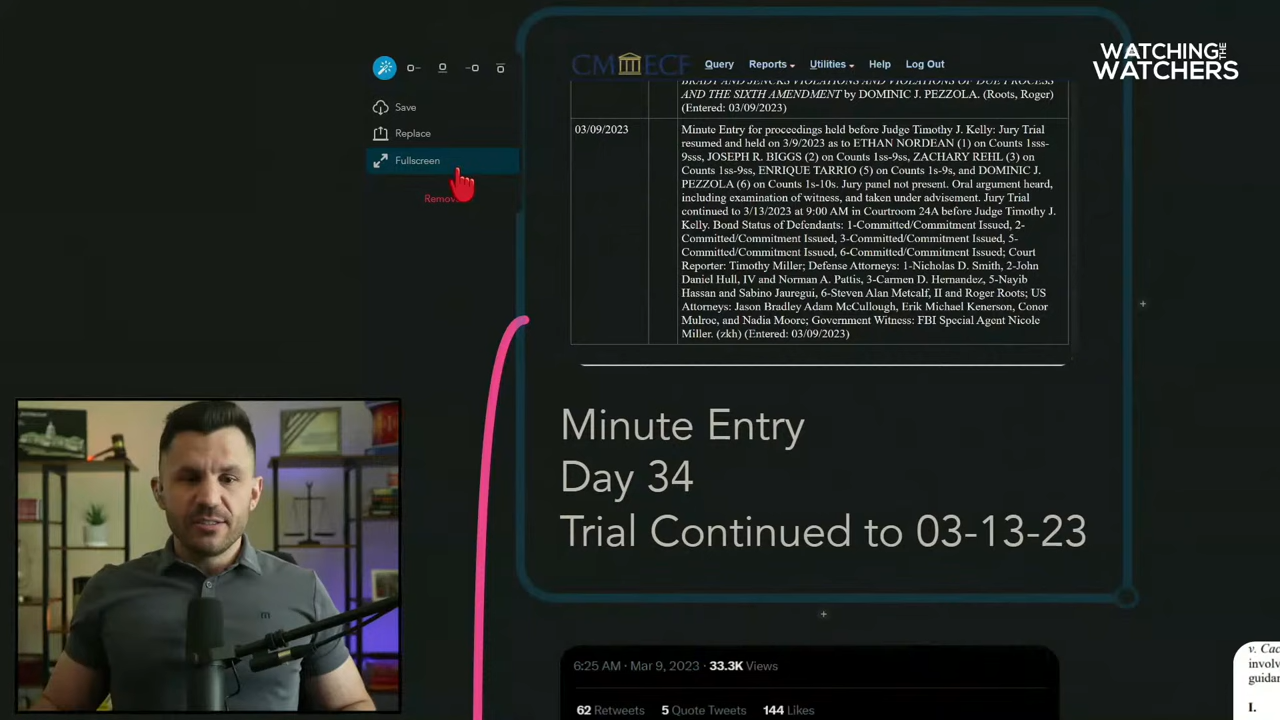 WATCHING THE WATCHERS
CM ECF Query Reports Utilities Help Log Out
Save
Replace
Fullscreen
BRADY AND JENCKS VIOLATIONS AND VIOLATIONS OF DUE PROCESS
AND THE SIXTH AMENDMENT by DOMINIC J. PEZZOLA. (Roots, Roger)
(Entered: 03/09/2023)
03/09/2023
Minute Entry for proceedings held before Judge Timothy J. Kelly: Jury Trial
resumed and held on 3/9/2023 as to ETHAN NORDEAN (1) on Counts 1sss-
9sss, JOSEPH R. BIGGS (2) on Counts 1ss-9ss, ZACHARY REHL (3) on
Counts 1ss-9ss, ENRIQUE TARRIO (5) on Counts 1s-9s, and DOMINIC J.
PEZZOLA (6) on Counts 1s-10s. Jury panel not present. Oral argument heard,
including examination of witness, and taken under advisement. Jury Trial
continued to 3/13/2023 at 9:00 AM in Courtroom 24A before Judge Timothy J.
Kelly. Bond Status of Defendants: 1-Committed/Commitment Issued, 2-
Committed/Commitment Issued, 3-Committed/Commitment Issued, 5-
Committed/Commitment Issued, 6-Committed/Commitment Issued; Court
Reporter: Timothy Miller; Defense Attorneys: 1-Nicholas D. Smith, 2-John
Daniel Hull, IV and Norman A. Pattis, 3-Carmen D. Hernandez, 5-Nayib
Hassan and Sabino Jauregui, 6-Steven Alan Metcalf, II and Roger Roots; US
Attorneys: Jason Bradley Adam McCullough, Erik Michael Kenerson, Conor
Mulroe, and Nadia Moore; Government Witness: FBI Special Agent Nicole
Miller. (zkh) (Entered: 03/09/2023)
Minute Entry
Day 34
Trial Continued to 03-13-23
6:25 AM · Mar 9, 2023 · 33.3K Views
62 Retweets 5 Quote Tweets 144 Likes
guidan
I.